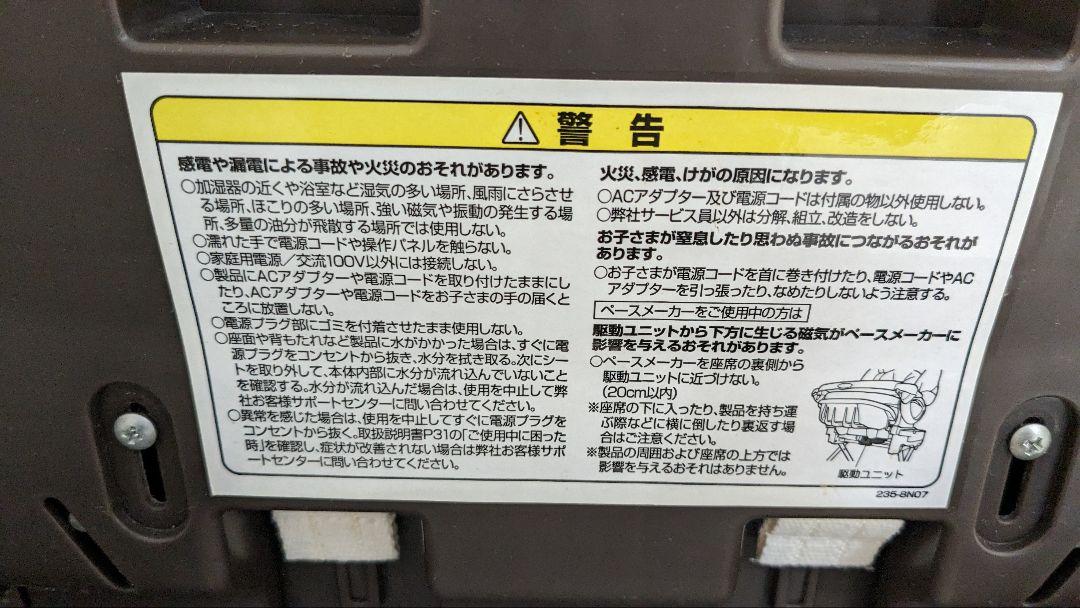 警告
感電や漏電による事故や火災のおそれがあります。
○加湿器の近くや浴室など湿気の多い場所、風雨にさらさせ
る場所、ほこりの多い場所、強い磁気や振動の発生する場
所、多量の油分が飛散する場所では使用しない。
○濡れた手で電源コードや操作パネルを触らない。
○家庭用電源／交流100V以外には接続しない。
○製品にACアダプターや電源コードを取り付けたままにし
たり、ACアダプターや電源コードをお子さまの手の届くと
ころに放置しない。
○電源プラグ部にゴミを付着させたまま使用しない。
○座面や背もたれなど製品に水がかかった場合は、すぐに電
源プラグをコンセントから抜き、水分を拭き取る。次にシー
トを取り外して、本体内部に水分が流れ込んでいないこと
を確認する。水分が流れ込んだ場合は、使用を中止して弊
社お客様サポートセンターに問い合わせてください。
○異常を感じた場合は、使用を中止してすぐに電源プラグを
コンセントから抜く。取扱説明書P31の「ご使用中に困った
時」を確認し、症状が改善されない場合は弊社お客様サポ
ートセンターに問い合わせてください。
火災、感電、けがの原因になります。
○ACアダプター及び電源コードは付属の物以外使用しない。
○弊社サービス員以外は分解、組立、改造をしない。
お子さまが窒息したり思わぬ事故につながるおそれが
あります。
○お子さまが電源コードを首に巻き付けたり、電源コードやAC
アダプターを引っ張ったり、なめたりしないよう注意する。
ペースメーカーをご使用中の方は
駆動ユニットから下方に生じる磁気がペースメーカーに
影響を与えるおそれがあります。
○ペースメーカーを座席の裏側から
駆動ユニットに近づけない。
(20cm以内)
※座席の下に入ったり、製品を持ち運
ぶ際などに横に倒したり裏返す場
合はご注意ください。
※製品の周囲および座席の上方では
影響を与えるおそれはありません。
駆動ユニット
235-8N07